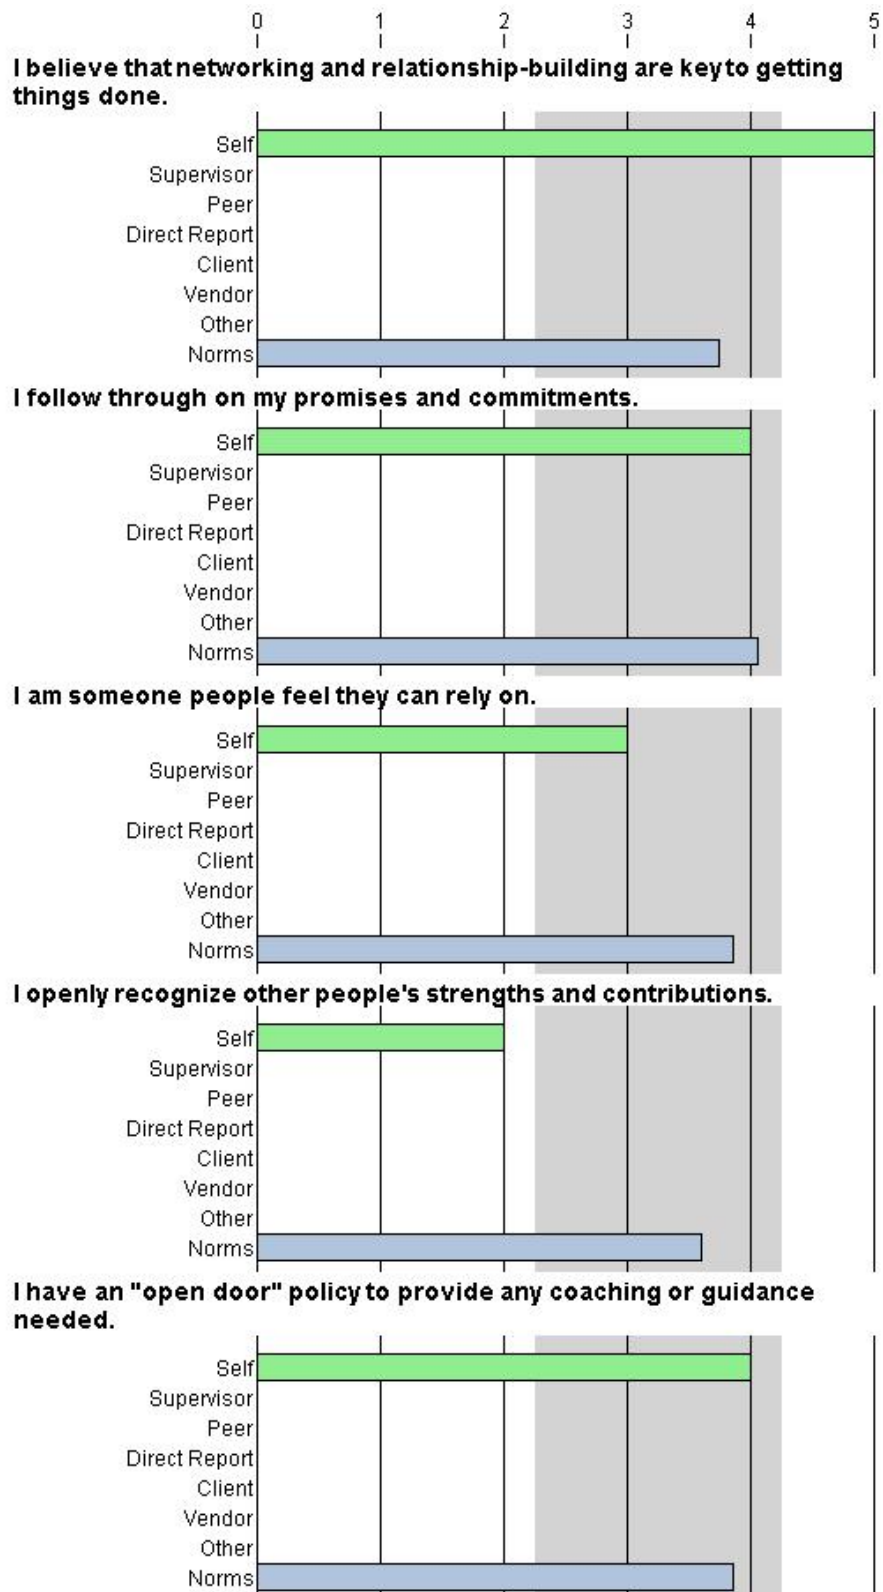 0 1 2 3 4 5
I believe that networking and relationship-building are key to getting
things done.
Self
Supervisor
Peer
Direct Report
Client
Vendor
Other
Norms
I follow through on my promises and commitments.
Self
Supervisor
Peer
Direct Report
Client
Vendor
Other
Norms
I am someone people feel they can rely on.
Self
Supervisor
Peer
Direct Report
Client
Vendor
Other
Norms
I openly recognize other people's strengths and contributions.
Self
Supervisor
Peer
Direct Report
Client
Vendor
Other
Norms
I have an "open door" policy to provide any coaching or guidance
needed.
Self
Supervisor
Peer
Direct Report
Client
Vendor
Other
Norms